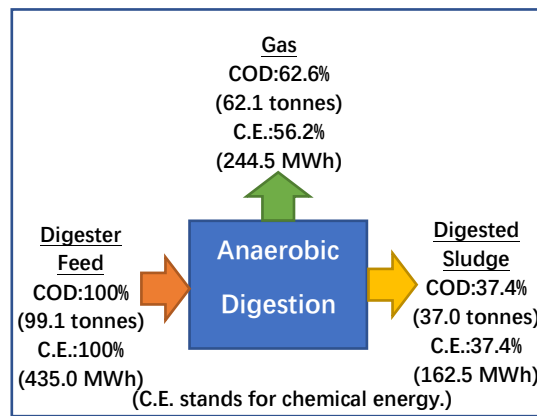 Gas
COD:62.6%
(62.1 tonnes)
C.E.:56.2%
(244.5 MWh)
Digester
Feed
COD:100%
(99.1 tonnes)
C.E.:100%
(435.0 MWh)
Anaerobic
Digestion
Digested
Sludge
COD:37.4%
(37.0 tonnes)
C.E.:37.4%
(162.5 MWh)
(C.E. stands for chemical energy.)